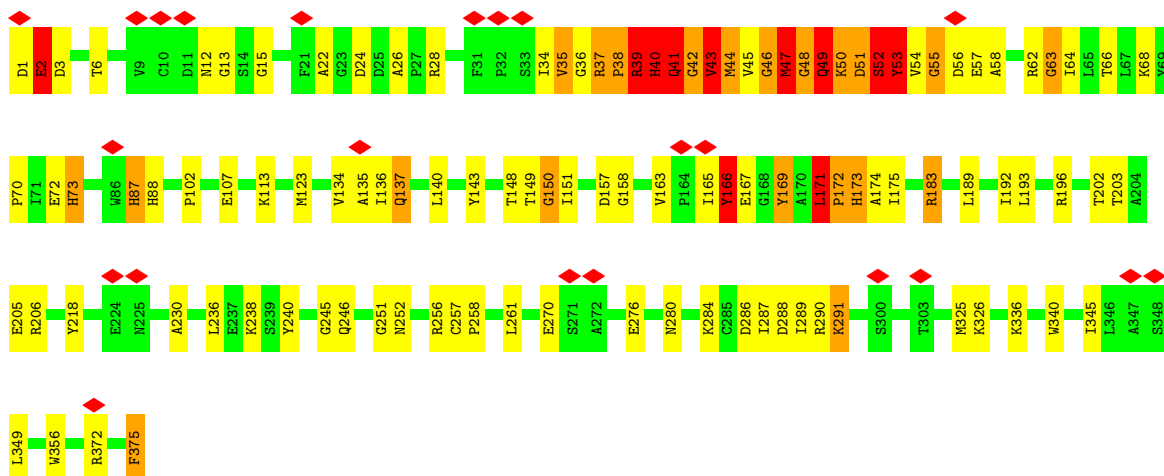 D1 E2 D3 T6 V9 C10 D11 N12 G13 S14 G15 F21 A22 G23 D24 D25 A26 P27 R28 F31 P32 S33 I34 V35 G36 R37 P38 R39 H40 Q41 G42 V43 M44 V45 G46 M47 G48 Q49 K50 D51 S52 Y53 V54 G55 D56 E57 A58 R62 G63 I64 L65 T66 L67 K68 Y69
P70 I71 E72 H73 W86 H87 H88 P102 E107 K113 M123 V134 A135 I136 Q137 L140 Y143 T148 T149 G150 I151 D157 G158 V163 P164 I165 Y166 E167 G168 Y169 A170 L171 P172 H173 A174 I175 R183 L189 I192 L193 R196 T202 T203 A204
E205 R206 Y218 E224 N225 A230 L236 E237 K238 S239 Y240 G245 Q246 G251 N252 R256 C257 P258 L261 E270 S271 A272 E276 N280 K284 C285 D286 I287 D288 I289 R290 K291 S300 T303 M325 K326 K336 W340 I345 L346 A347 S348
L349 W356 R372 F375